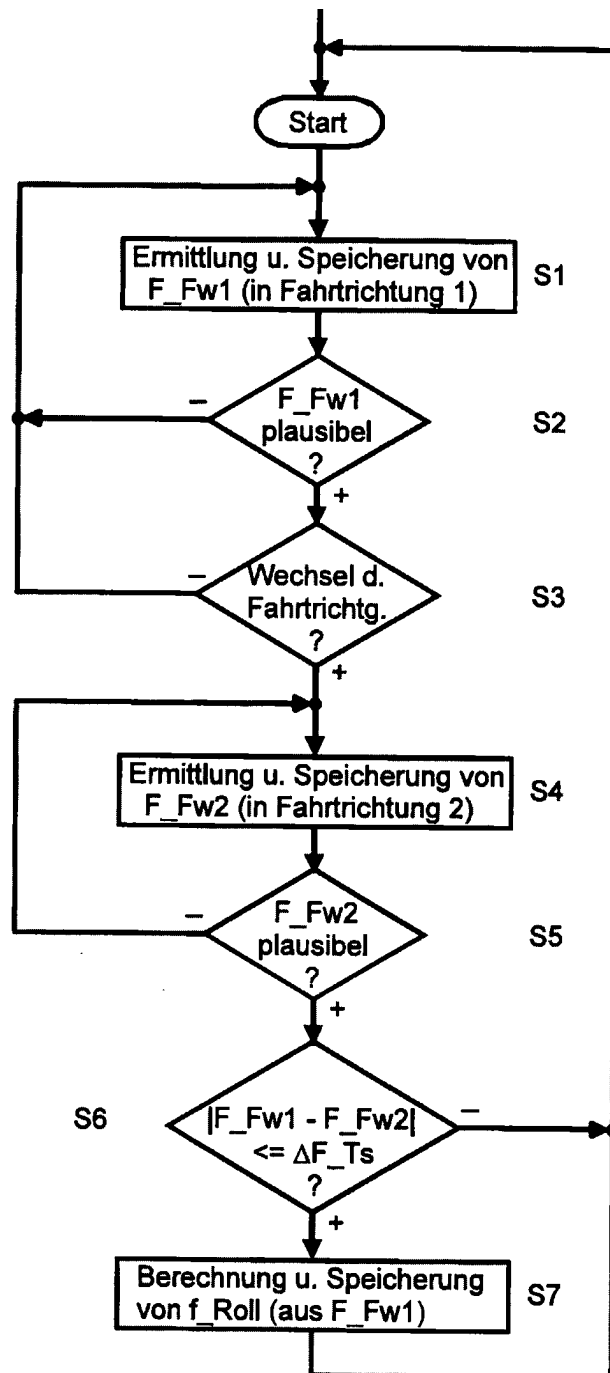 Start
Ermittlung u. Speicherung von
F_Fw1 (in Fahrtrichtung 1)
S1
–
F_Fw1
plausibel
?
S2
+
–
Wechsel d.
Fahrtrichtg.
?
S3
+
Ermittlung u. Speicherung von
F_Fw2 (in Fahrtrichtung 2)
S4
–
F_Fw2
plausibel
?
S5
+
S6
|F_Fw1 - F_Fw2|
<= ΔF_Ts
?
–
+
Berechnung u. Speicherung
von f_Roll (aus F_Fw1)
S7